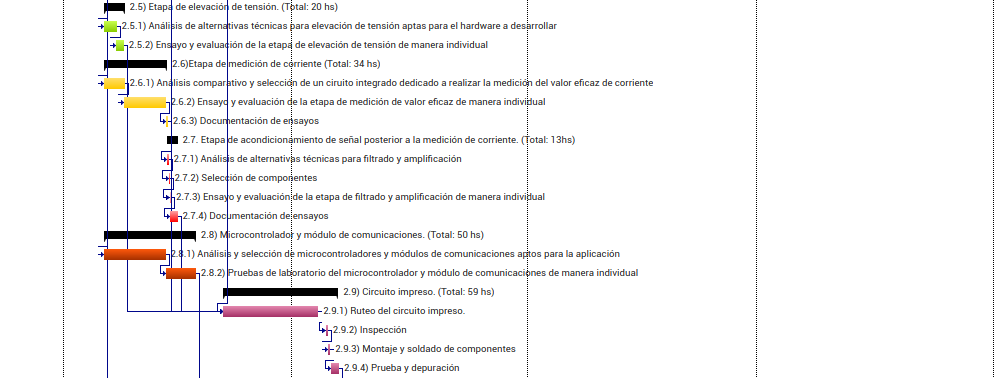 2.5) Etapa de elevación de tensión. (Total: 20 hs)
2.5.1) Análisis de alternativas técnicas para elevación de tensión aptas para el hardware a desarrollar
2.5.2) Ensayo y evaluación de la etapa de elevación de tensión de manera individual
2.6)Etapa de medición de corriente (Total: 34 hs)
2.6.1) Análisis comparativo y selección de un ciruito integrado dedicado a realizar la medición del valor eficaz de corriente
2.6.2) Ensayo y evaluación de la etapa de medición de valor eficaz de manera individual
2.6.3) Documentación de ensayos
2.7. Etapa de acondicionamiento de señal posterior a la medición de corriente. (Total: 13hs)
2.7.1) Análisis de alternativas técnicas para filtrado y amplificación
2.7.2) Selección de componentes
2.7.3) Ensayo y evaluación de la etapa de filtrado y amplificación de manera individual
2.7.4) Documentación de ensayos
2.8) Microcontrolador y módulo de comunicaciones. (Total: 50 hs)
2.8.1) Análisis y selección de microcontroladores y módulos de comunicaciones aptos para la aplicación
2.8.2) Pruebas de laboratorio del microcontrolador y módulo de comunicaciones de manera individual
2.9) Circuito impreso. (Total: 59 hs)
2.9.1) Ruteo del circuito impreso.
2.9.2) Inspección
2.9.3) Montaje y soldado de componentes
2.9.4) Prueba y depuración